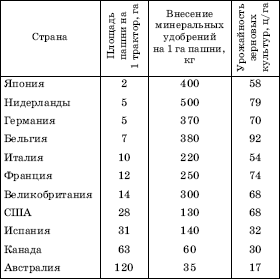 Страна
Площадь
пашни на
1 трактор, га
Внесение
минеральных
удобрений
на 1 га пашни,
кг
Урожайность
зерновых
культур, ц/га
Япония 2 400 58
Нидерланды 5 500 79
Германия 5 370 70
Бельгия 7 380 92
Италия 10 220 54
Франция 12 250 74
Великобритания 14 300 68
США 28 130 68
Испания 31 140 32
Канада 63 60 30
Австралия 120 35 17